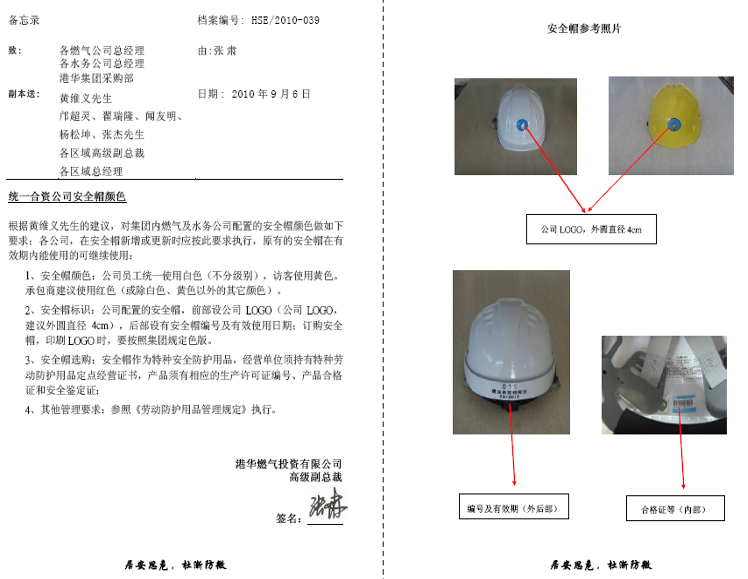 备忘录
档案编号: HSE/2010-039
致:
各燃气公司总经理
由:张 肃
各水务公司总经理
港华集团采购部
副本送:
黄维义先生
日期: 2010年9月6日
邝超灵、瞿瑞隆、闻友明、
杨松坤、张杰先生
各区域高级副总裁
各区域总经理
统一合资公司安全帽颜色
根据黄维义先生的建议，对集团内燃气及水务公司配置的安全帽颜色做如下
要求；各公司，在安全帽新增或更新时应按此要求执行，原有的安全帽在有
效期内能使用的可继续使用：
1、安全帽颜色：公司员工统一使用白色（不分级别），访客使用黄色。
承包商建议使用红色（或除白色、黄色以外的其它颜色）。
2、安全帽标识：公司配置的安全帽，前部设公司 LOGO（公司 LOGO，
建议外圆直径 4cm），后部设有安全帽编号及有效使用日期；订购安全
帽，印刷 LOGO 时，要按照集团规定色版。
3、安全帽选购：安全帽作为特种安全防护用品，经营单位须持有特种劳
动防护用品定点经营证书，产品须有相应的生产许可证编号、产品合格
证和安全鉴定证；
4、其他管理要求：参照《劳动防护用品管理规定》执行。
港华燃气投资有限公司
高级副总裁
签名：张肃
居安思危，杜渐防微
安全帽参考照片
公司 LOGO，外圆直径 4cm
编号及有效期（外后部）
合格证等（内部）
居安思危，杜渐防微